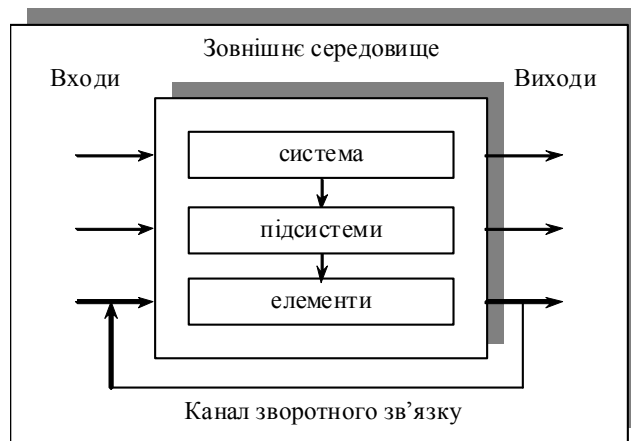 Зовнішнє середовище
Входи
Виходи
система
підсистеми
елементи
Канал зворотного зв’язку